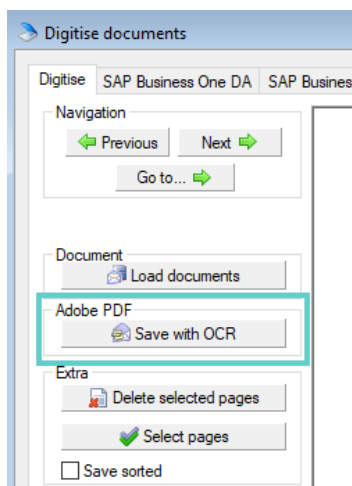 Digitise documents
Digitise SAP Business One DA SAP Busines
Navigation
Previous Next
Go to...
Document
Load documents
Adobe PDF
Save with OCR
Extra
Delete selected pages
Select pages
Save sorted